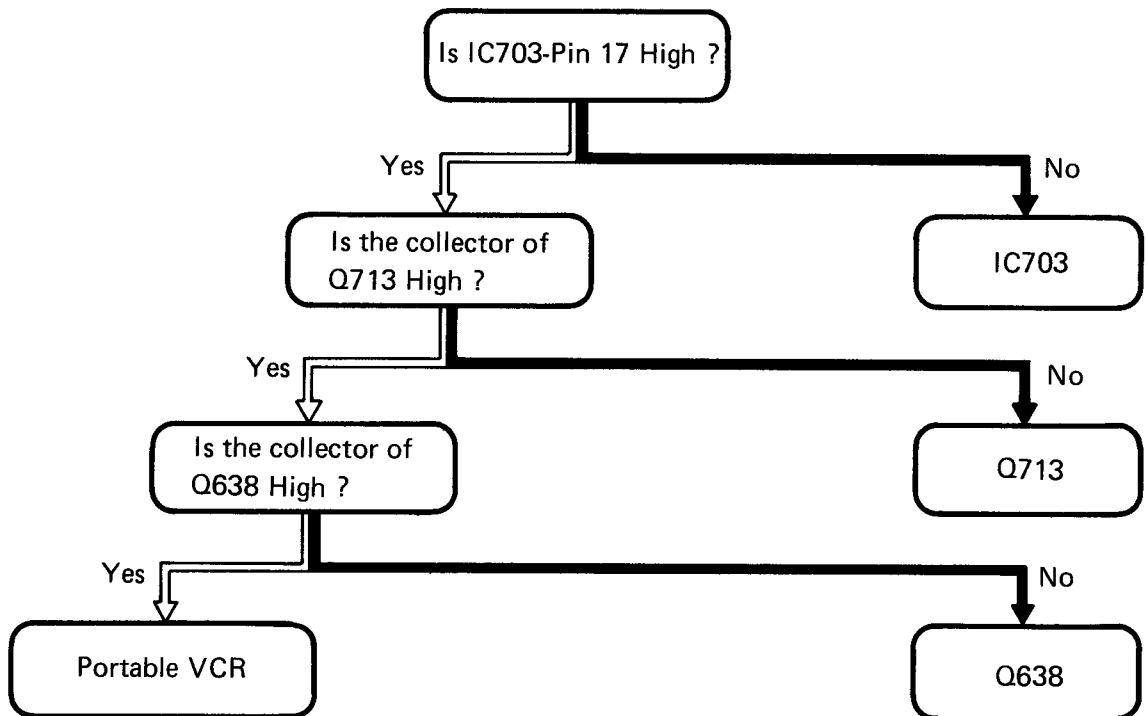 Is IC703-Pin 17 High ?
Yes
No
Is the collector of
Q713 High ?
IC703
Yes
No
Is the collector of
Q638 High ?
Q713
Yes
No
Portable VCR
Q638